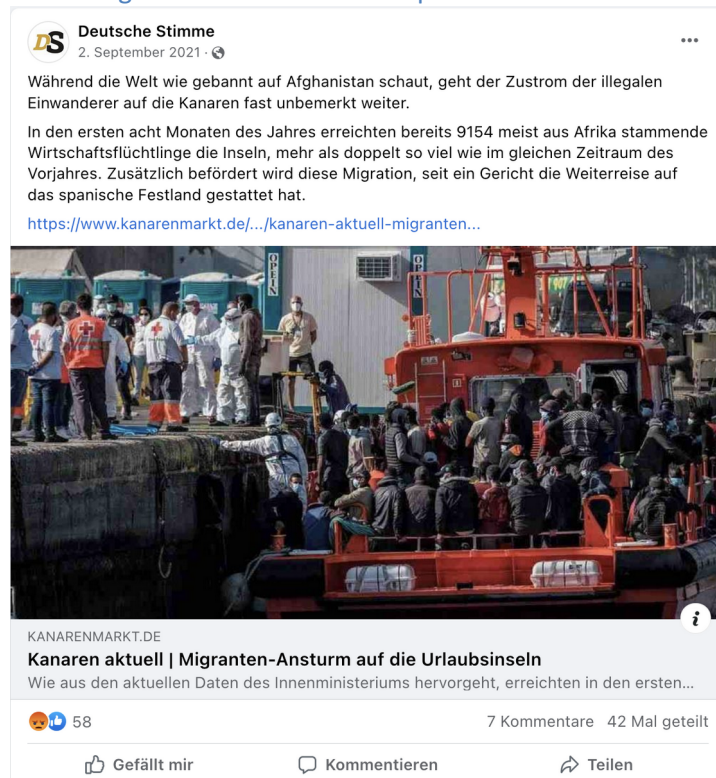 DS
Deutsche Stimme
2. September 2021 ·
Während die Welt wie gebannt auf Afghanistan schaut, geht der Zustrom der illegalen
Einwanderer auf die Kanaren fast unbemerkt weiter.
In den ersten acht Monaten des Jahres erreichten bereits 9154 meist aus Afrika stammende
Wirtschaftsflüchtlinge die Inseln, mehr als doppelt so viel wie im gleichen Zeitraum des
Vorjahres. Zusätzlich befördert wird diese Migration, seit ein Gericht die Weiterreise auf
das spanische Festland gestattet hat.
https://www.kanarenmarkt.de/.../kanaren-aktuell-migranten...
OPEIN
OPEIN
KANARENMARKT.DE
Kanaren aktuell | Migranten-Ansturm auf die Urlaubsinseln
Wie aus den aktuellen Daten des Innenministeriums hervorgeht, erreichten in den ersten...
58
7 Kommentare 42 Mal geteilt
Gefällt mir
Kommentieren
Teilen